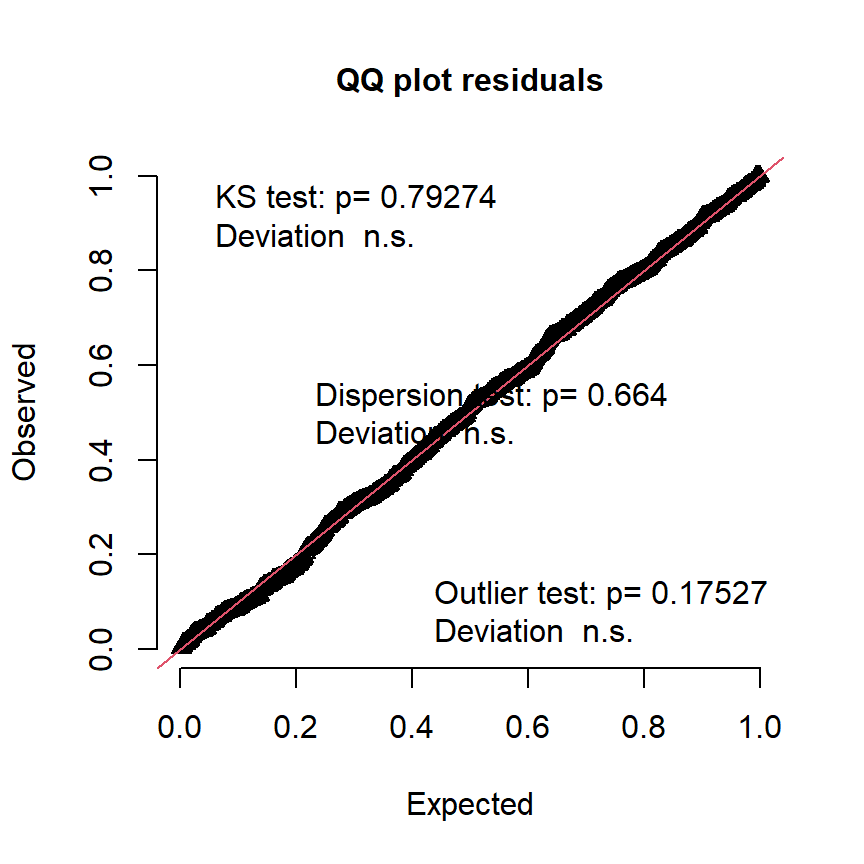 QQ plot residuals
KS test: p= 0.79274
Deviation  n.s.
Dispersion test: p= 0.664
Deviation  n.s.
Outlier test: p= 0.17527
Deviation  n.s.
Observed
1.0
0.8
0.6
0.4
0.2
0.0
0.0 0.2 0.4 0.6 0.8 1.0
Expected